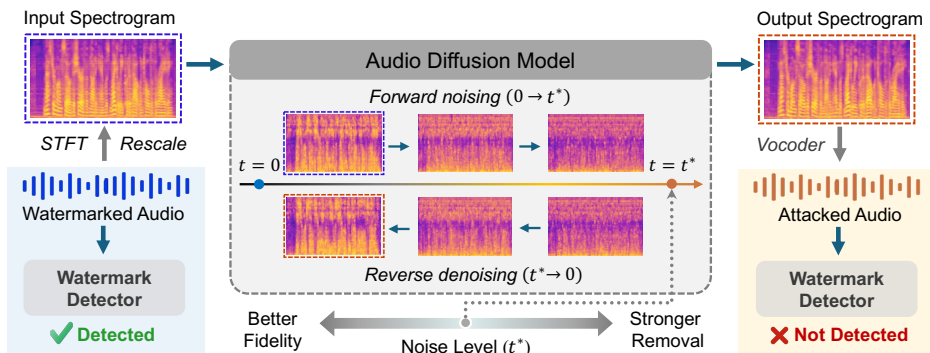 Input Spectrogram
STFT
Rescale
Watermarked Audio
Watermark
Detector
Detected
Audio Diffusion Model
Forward noising (0 → t*)
t = 0
t = t*
Reverse denoising (t* → 0)
Better
Fidelity
Noise Level (t*)
Stronger
Removal
Output Spectrogram
Vocoder
Attacked Audio
Watermark
Detector
Not Detected